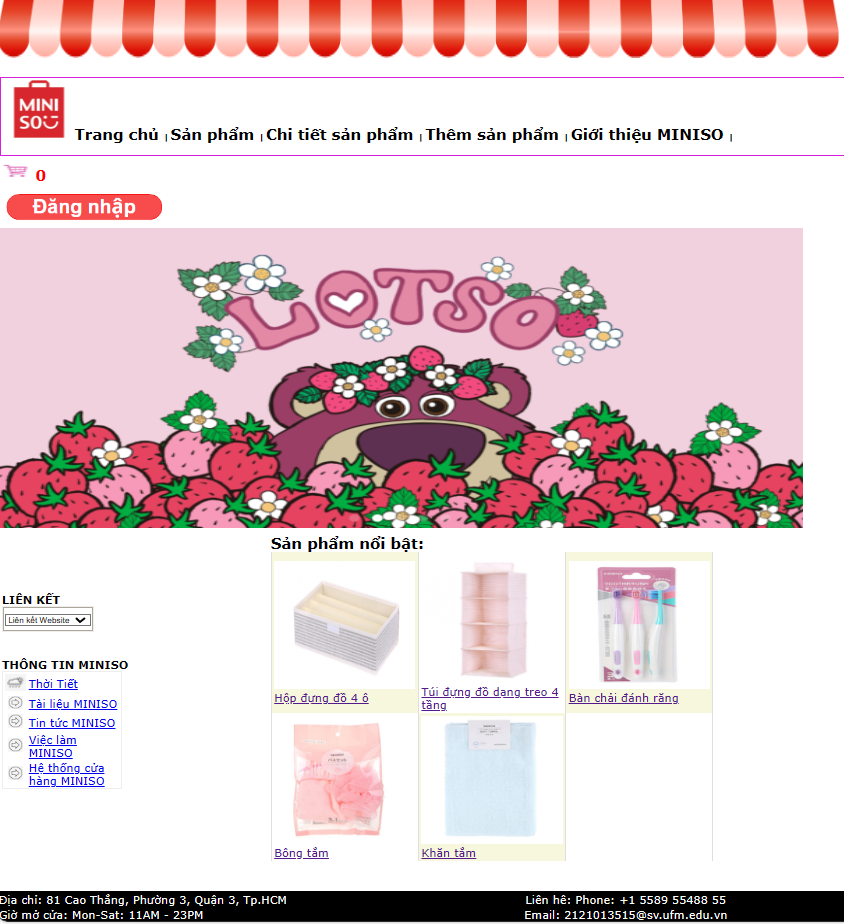 MINI
SO
Trang chủ | Sản phẩm | Chi tiết sản phẩm | Thêm sản phẩm | Giới thiệu MINISO |
0
Đăng nhập
LOTSO
Sản phẩm nổi bật:
LIÊN KẾT
Liên kết Website
THÔNG TIN MINISO
Thời Tiết
Tài liệu MINISO
Tin tức MINISO
Việc làm
MINISO
Hệ thống cửa
hàng MINISO
Hộp đựng đồ 4 ô
Túi đựng đồ dạng treo 4
tầng
Bàn chải đánh răng
Bông tắm
Khăn tắm
Địa chỉ: 81 Cao Thắng, Phường 3, Quận 3, Tp.HCM
Giờ mở cửa: Mon-Sat: 11AM - 23PM
Liên hê: Phone: +1 5589 55488 55
Email: 2121013515@sv.ufm.edu.vn